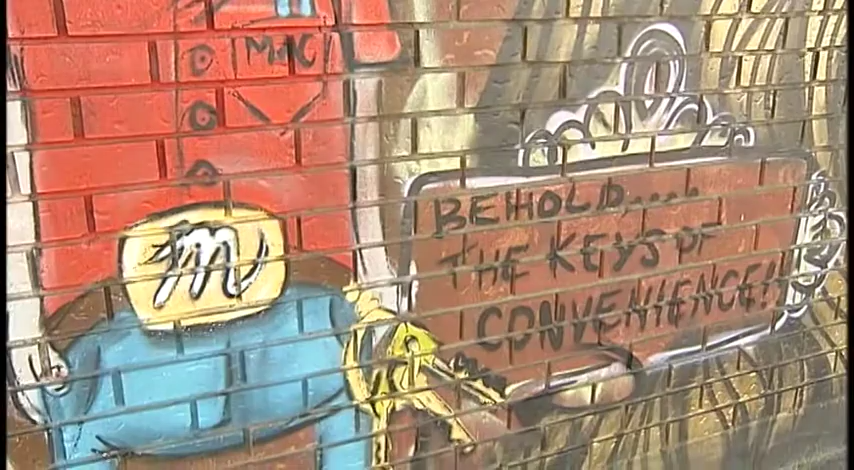 MAC
m
BEHOLD.....
THE KEYS OF
CONVENIENCE!!